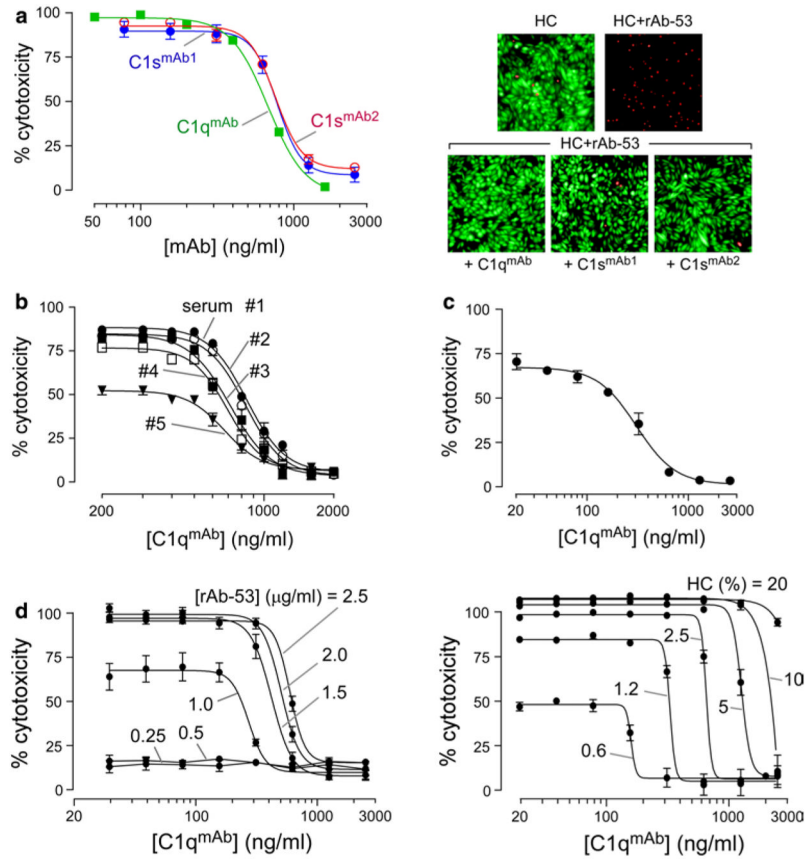 a
100
75
50
25
0
% cytotoxicity
C1s^mAb1
C1q^mAb
C1s^mAb2
50 100 1000 3000
[mAb] (ng/ml)
HC HC+rAb-53
HC+rAb-53
+ C1q^mAb + C1s^mAb1 + C1s^mAb2
b
100
75
50
25
0
% cytotoxicity
serum #1
#2
#3
#4
#5
200 1000 2000
[C1q^mAb] (ng/ml)
c
100
75
50
25
0
% cytotoxicity
20 100 1000 3000
[C1q^mAb] (ng/ml)
d
100
75
50
25
0
% cytotoxicity
[rAb-53] (μg/ml) = 2.5
2.0
1.5
1.0
0.25 0.5
20 100 1000 3000
[C1q^mAb] (ng/ml)
100
75
50
25
0
% cytotoxicity
HC (%) = 20
10
5
2.5
1.2
0.6
20 100 1000 3000
[C1q^mAb] (ng/ml)